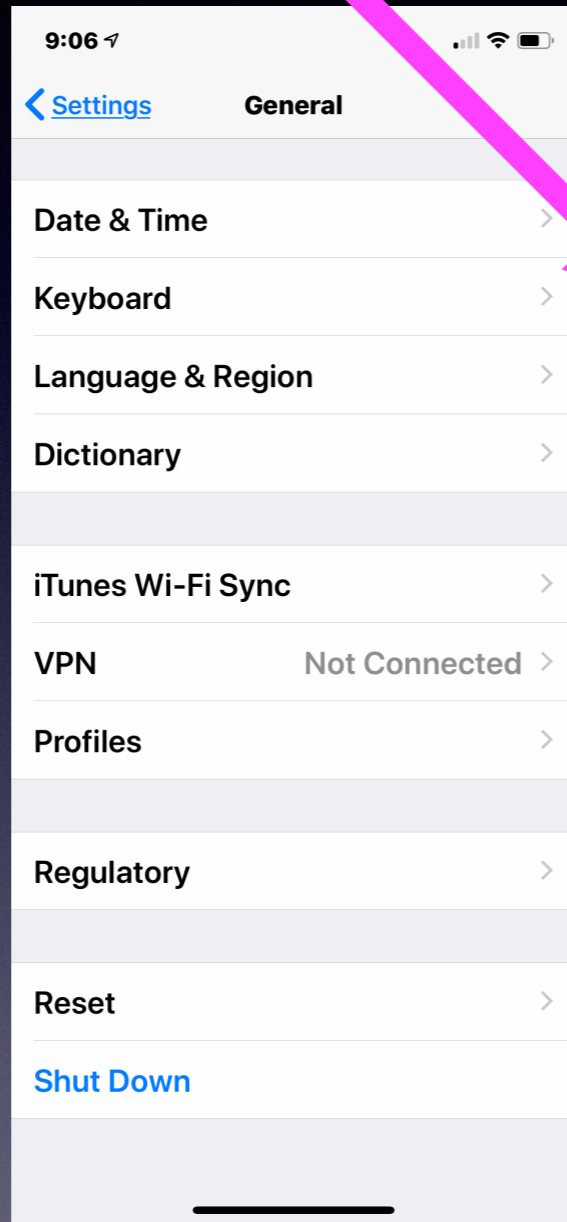 9:06
Settings General
Date & Time
Keyboard
Language & Region
Dictionary
iTunes Wi-Fi Sync
VPN Not Connected
Profiles
Regulatory
Reset
Shut Down